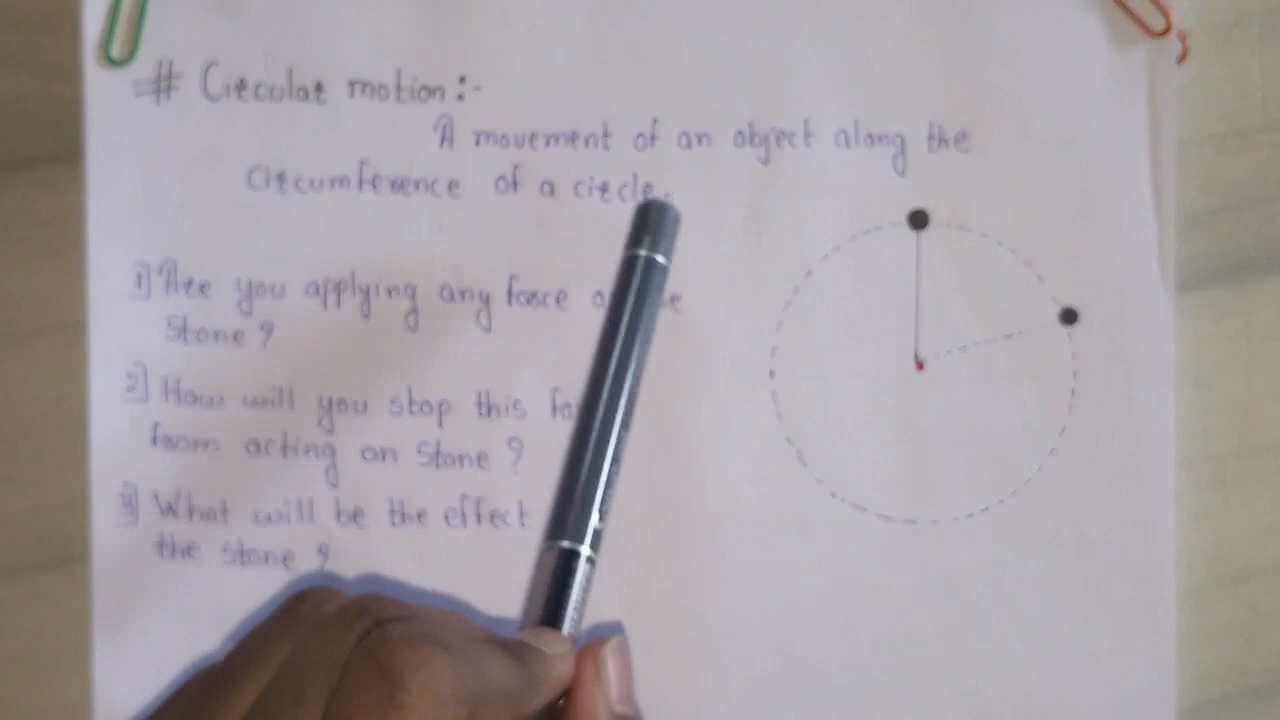 # Circular motion :-
A movement of an object along the
circumference of a circle.
1) Are you applying any force
Stone ?
2) How will you stop this
from acting on Stone ?
3) What will be the effect
the Stone ?